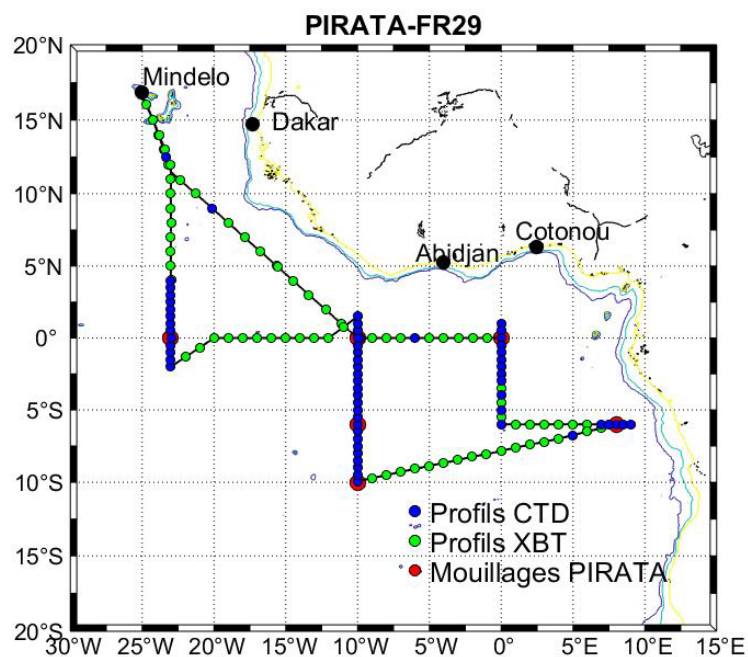 PIRATA-FR29
20°N
15°N
10°N
5°N
0°
5°S
10°S
15°S
20°S
Mindelo
Dakar
Abidjan
Cotonou
Profils CTD
Profils XBT
Mouillages PIRATA
30°W 25°W 20°W 15°W 10°W 5°W 0° 5°E 10°E 15°E